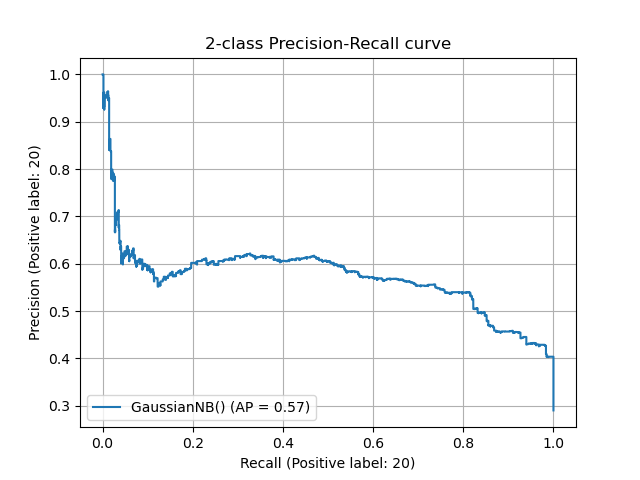 2-class Precision-Recall curve
1.0
0.9
0.8
0.7
0.6
0.5
0.4
0.3
Precision (Positive label: 20)
GaussianNB() (AP = 0.57)
0.0 0.2 0.4 0.6 0.8 1.0
Recall (Positive label: 20)